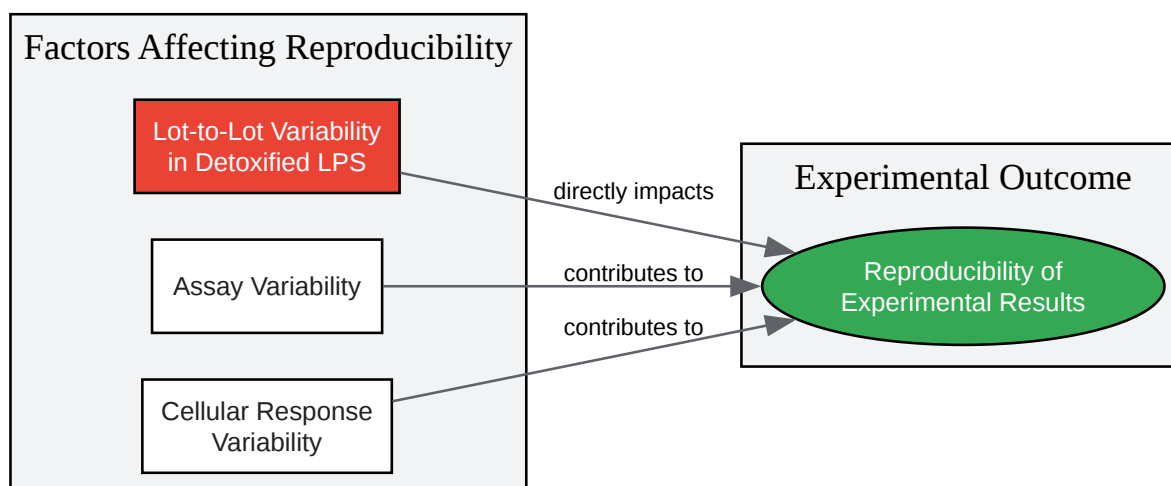 Factors Affecting Reproducibility
Lot-to-Lot Variability
in Detoxified LPS
directly impacts
Assay Variability
contributes to
contributes to
Cellular Response
Variability
Experimental Outcome
Reproducibility of
Experimental Results